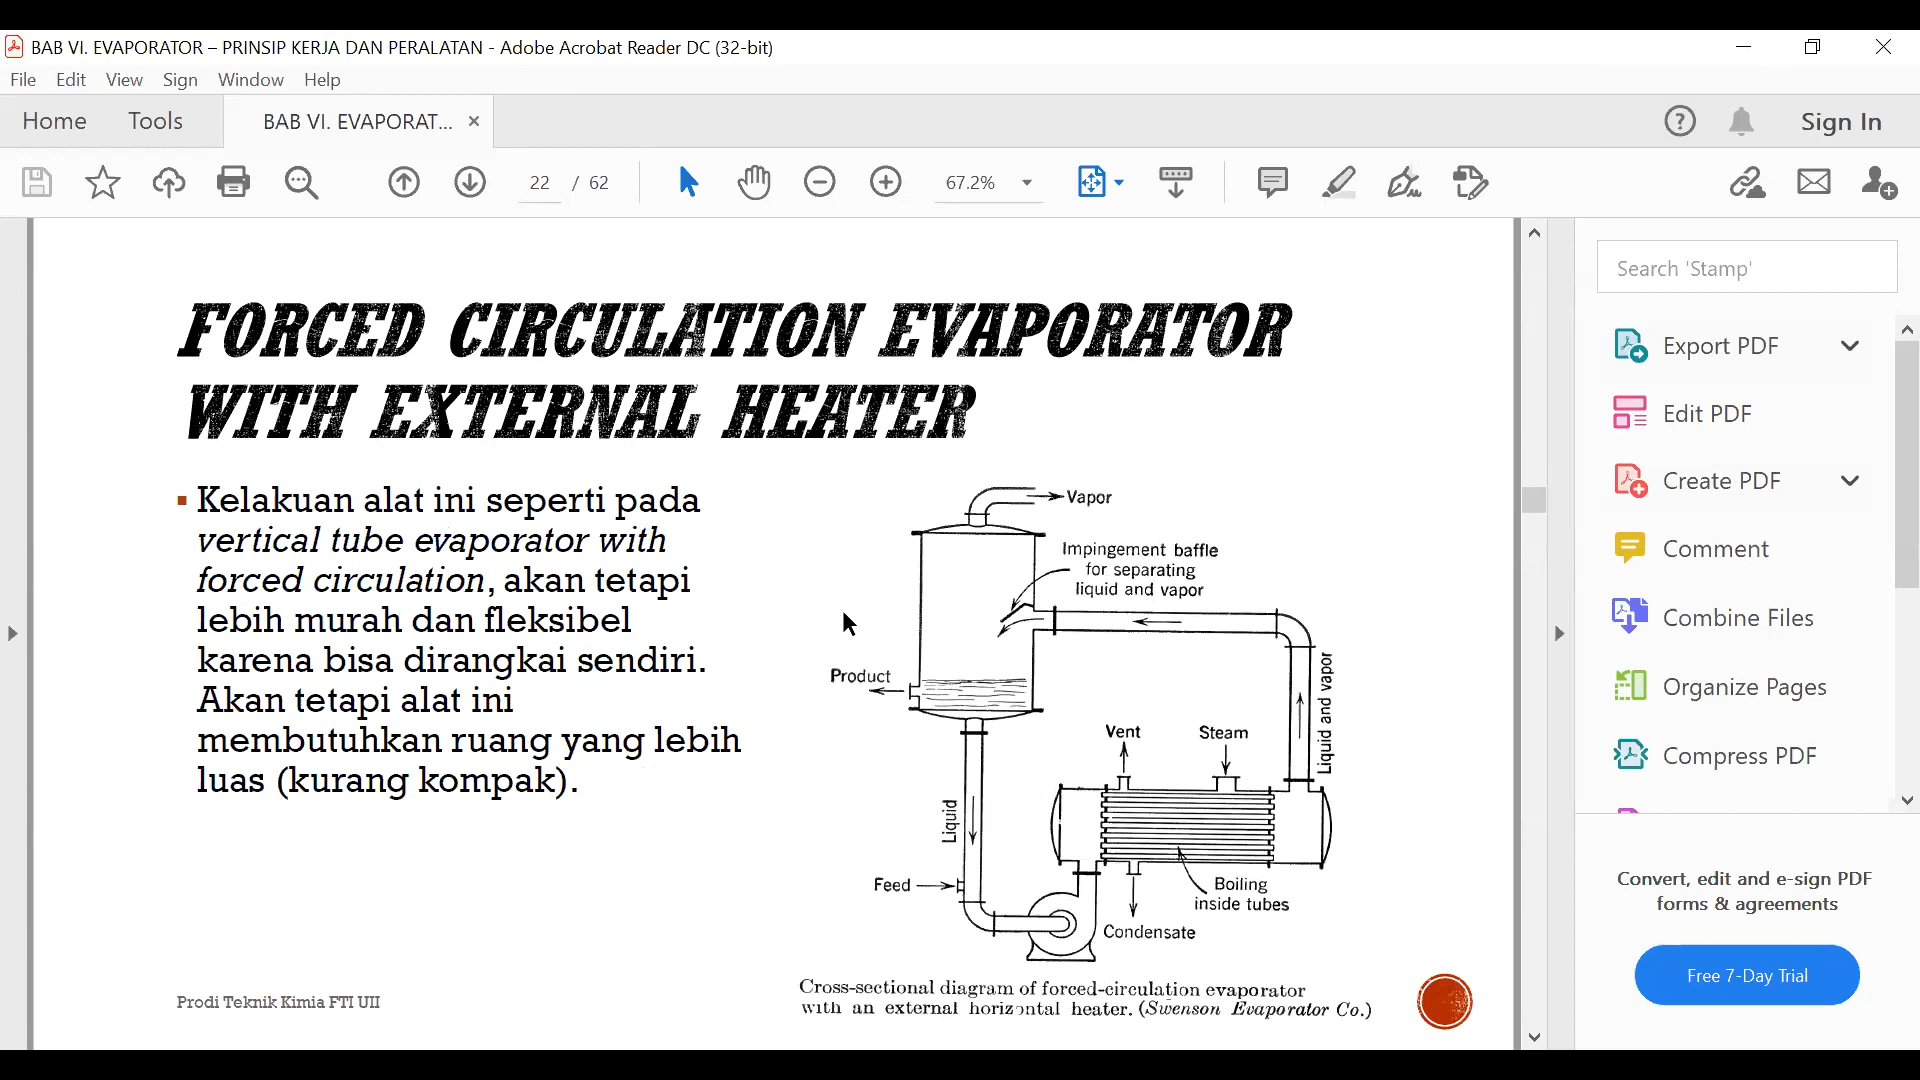 BAB VI. EVAPORATOR – PRINSIP KERJA DAN PERALATAN - Adobe Acrobat Reader DC (32-bit)
File Edit View Sign Window Help
Home Tools BAB VI. EVAPORAT... Sign In
22 / 62 67.2%
FORCED CIRCULATION EVAPORATOR
WITH EXTERNAL HEATER
Kelakuan alat ini seperti pada
vertical tube evaporator with
forced circulation, akan tetapi
lebih murah dan fleksibel
karena bisa dirangkai sendiri.
Akan tetapi alat ini
membutuhkan ruang yang lebih
luas (kurang kompak).
Vapor
Impingement baffle
for separating
liquid and vapor
Product
Liquid and vapor
Vent Steam
Liquid
Feed
Boiling
inside tubes
Condensate
Cross-sectional diagram of forced-circulation evaporator
with an external horizontal heater. (Swenson Evaporator Co.)
Prodi Teknik Kimia FTI UII
Search 'Stamp'
Export PDF
Edit PDF
Create PDF
Comment
Combine Files
Organize Pages
Compress PDF
Convert, edit and e-sign PDF
forms & agreements
Free 7-Day Trial